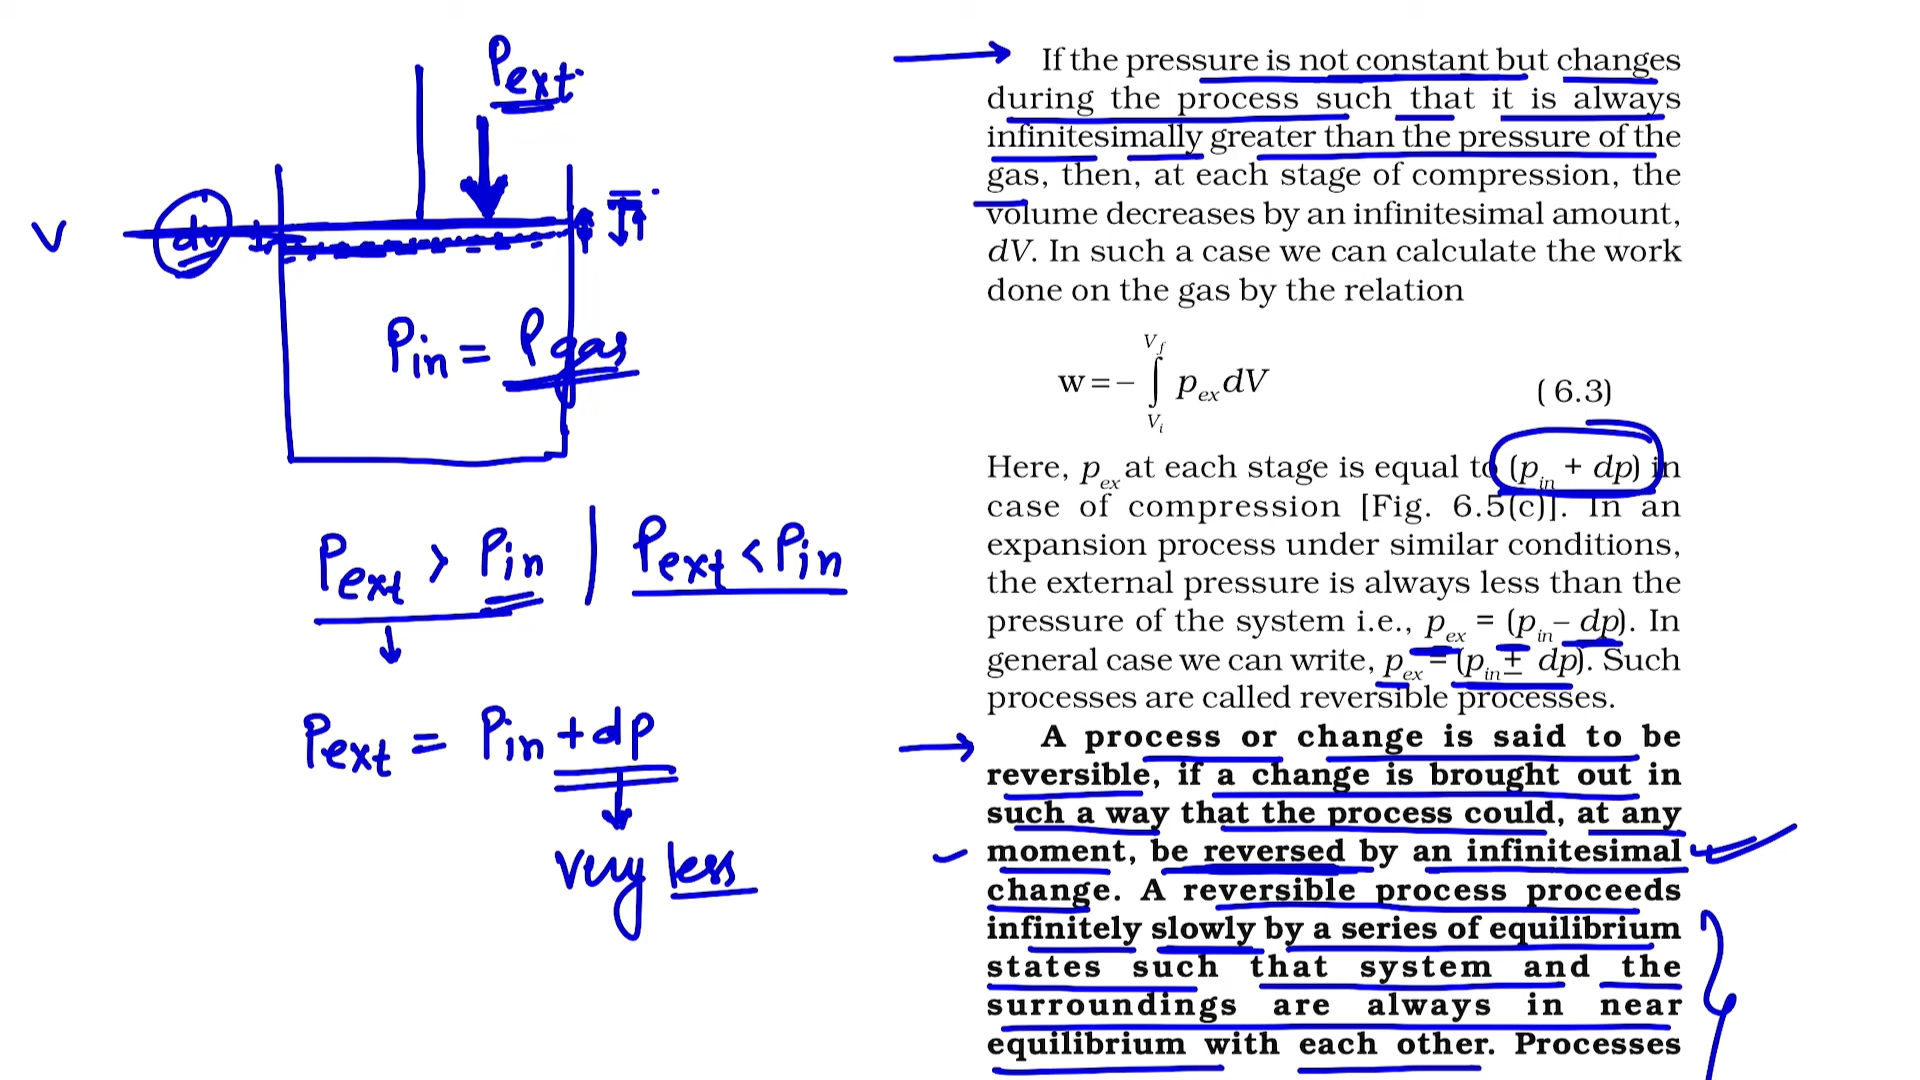 Pext
V
dv
Pin = Pgas
Pext > Pin | Pext < Pin
Pext = Pin + dp
very less
If the pressure is not constant but changes
during the process such that it is always
infinitesimally greater than the pressure of the
gas, then, at each stage of compression, the
volume decreases by an infinitesimal amount,
dV. In such a case we can calculate the work
done on the gas by the relation
w = − ∫ Vi Vf pex dV ( 6.3)
Here, pex at each stage is equal to (pin + dp) in
case of compression [Fig. 6.5(c)]. In an
expansion process under similar conditions,
the external pressure is always less than the
pressure of the system i.e., pex = (pin– dp). In
general case we can write, pex = (pin ± dp). Such
processes are called reversible processes.
A process or change is said to be
reversible, if a change is brought out in
such a way that the process could, at any
moment, be reversed by an infinitesimal
change. A reversible process proceeds
infinitely slowly by a series of equilibrium
states such that system and the
surroundings are always in near
equilibrium with each other. Processes